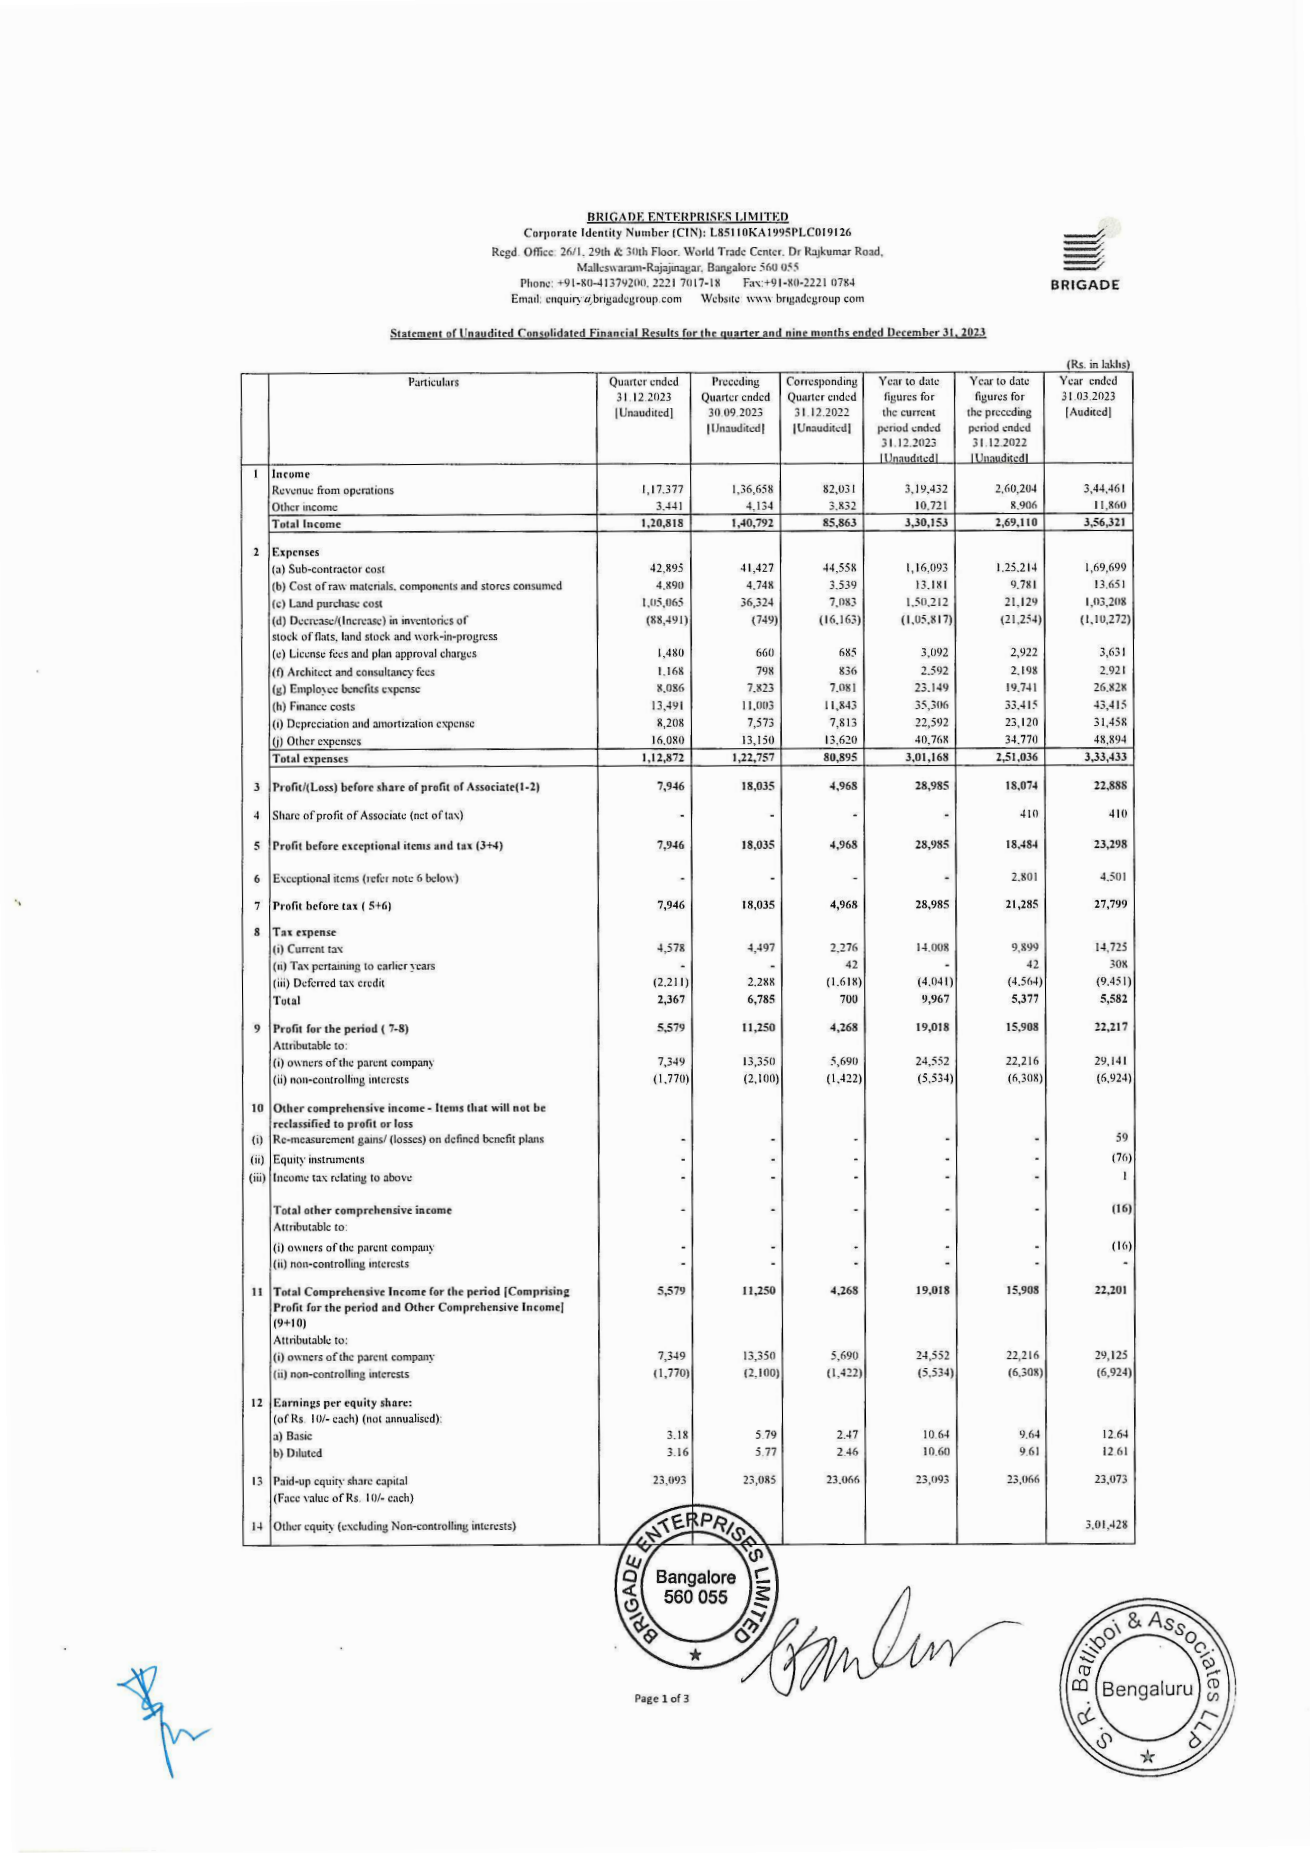 BRIGADE ENTERPRISES LIMITED
Corporate Identity Number (CIN): L85110KA1995PLC019126
Regd. Office: 26/1, 29th & 30th Floor. World Trade Center. Dr Rajkumar Road,
Malleswaram-Rajajinagar, Bangalore 560 055
Phone: +91-80-41379200, 2221 7017-18 Fax:+91-80-2221 0784
Email: enquiry@brigadegroup.com Website www brigadegroup com
BRIGADE
Statement of Unaudited Consolidated Financial Results for the quarter and nine months ended December 31, 2023
(Rs. in lakhs)
Particulars | Quarter ended 31.12.2023 [Unaudited] | Preceding Quarter ended 30.09.2023 [Unaudited] | Corresponding Quarter ended 31.12.2022 [Unaudited] | Year to date figures for the current period ended 31.12.2023 [Unaudited] | Year to date figures for the preceding period ended 31.12.2022 [Unaudited] | Year ended 31.03.2023 [Audited]
1 Income
Revenue from operations 1,17,377 1,36,658 82,031 3,19,432 2,60,204 3,44,461
Other income 3,441 4,134 3,832 10,721 8,906 11,860
Total Income 1,20,818 1,40,792 85,863 3,30,153 2,69,110 3,56,321
2 Expenses
(a) Sub-contractor cost 42,895 41,427 44,558 1,16,093 1,25,214 1,69,699
(b) Cost of raw materials, components and stores consumed 4,890 4,748 3,539 13,181 9,781 13,651
(c) Land purchase cost 1,05,065 36,324 7,083 1,50,212 21,129 1,03,208
(d) Decrease/(Increase) in inventories of (88,491) (749) (16,163) (1,05,817) (21,254) (1,10,272)
stock of flats, land stock and work-in-progress
(e) License fees and plan approval charges 1,480 660 685 3,092 2,922 3,631
(f) Architect and consultancy fees 1,168 798 836 2,592 2,198 2,921
(g) Employee benefits expense 8,086 7,823 7,081 23,149 19,741 26,828
(h) Finance costs 13,491 11,003 11,843 35,306 33,415 43,415
(i) Depreciation and amortization expense 8,208 7,573 7,813 22,592 23,120 31,458
(j) Other expenses 16,080 13,150 13,620 40,768 34,770 48,894
Total expenses 1,12,872 1,22,757 80,895 3,01,168 2,51,036 3,33,433
3 Profit/(Loss) before share of profit of Associate(1-2) 7,946 18,035 4,968 28,985 18,074 22,888
4 Share of profit of Associate (net of tax) - - - - 410 410
5 Profit before exceptional items and tax (3+4) 7,946 18,035 4,968 28,985 18,484 23,298
6 Exceptional items (refer note 6 below) - - - - 2,801 4,501
7 Profit before tax ( 5+6) 7,946 18,035 4,968 28,985 21,285 27,799
8 Tax expense
(i) Current tax 4,578 4,497 2,276 14,008 9,899 14,725
(ii) Tax pertaining to earlier years - - 42 - 42 308
(iii) Deferred tax credit (2,211) 2,288 (1,618) (4,041) (4,564) (9,451)
Total 2,367 6,785 700 9,967 5,377 5,582
9 Profit for the period ( 7-8) 5,579 11,250 4,268 19,018 15,908 22,217
Attributable to:
(i) owners of the parent company 7,349 13,350 5,690 24,552 22,216 29,141
(ii) non-controlling interests (1,770) (2,100) (1,422) (5,534) (6,308) (6,924)
10 Other comprehensive income - Items that will not be
reclassified to profit or loss
(i) Re-measurement gains/ (losses) on defined benefit plans - - - - - 59
(ii) Equity instruments - - - - - (76)
(iii) Income tax relating to above - - - - - 1
Total other comprehensive income - - - - - (16)
Attributable to:
(i) owners of the parent company - - - - - (16)
(ii) non-controlling interests - - - - - -
11 Total Comprehensive Income for the period [Comprising 5,579 11,250 4,268 19,018 15,908 22,201
Profit for the period and Other Comprehensive Income]
(9+10)
Attributable to:
(i) owners of the parent company 7,349 13,350 5,690 24,552 22,216 29,125
(ii) non-controlling interests (1,770) (2,100) (1,422) (5,534) (6,308) (6,924)
12 Earnings per equity share:
(of Rs. 10/- each) (not annualised):
a) Basic 3.18 5.79 2.47 10.64 9.64 12.64
b) Diluted 3.16 5.77 2.46 10.60 9.61 12.61
13 Paid-up equity share capital 23,093 23,085 23,066 23,093 23,066 23,073
(Face value of Rs. 10/- each)
14 Other equity (excluding Non-controlling interests) 3,01,428
BRIGADE ENTERPRISES LIMITED
Bangalore
560 055
S. R. Batliboi & Associates LLP
Bengaluru
Page 1 of 3